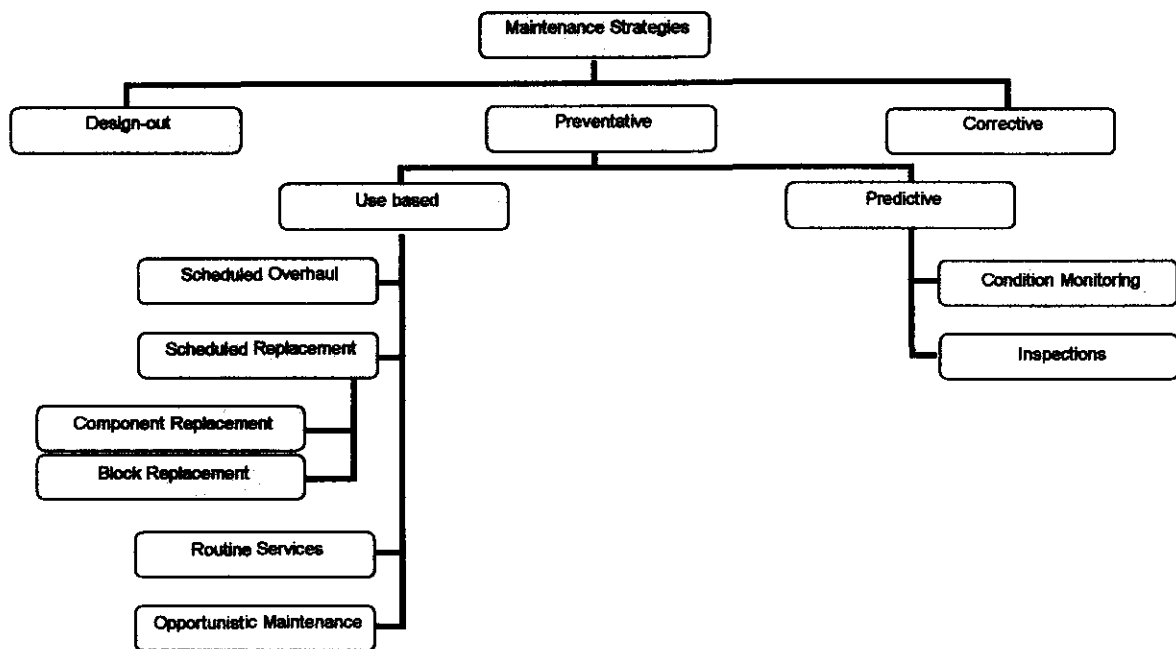 Maintenance Strategies
Design-out
Preventative
Corrective
Use based
Predictive
Scheduled Overhaul
Condition Monitoring
Scheduled Replacement
Inspections
Component Replacement
Block Replacement
Routine Services
Opportunistic Maintenance